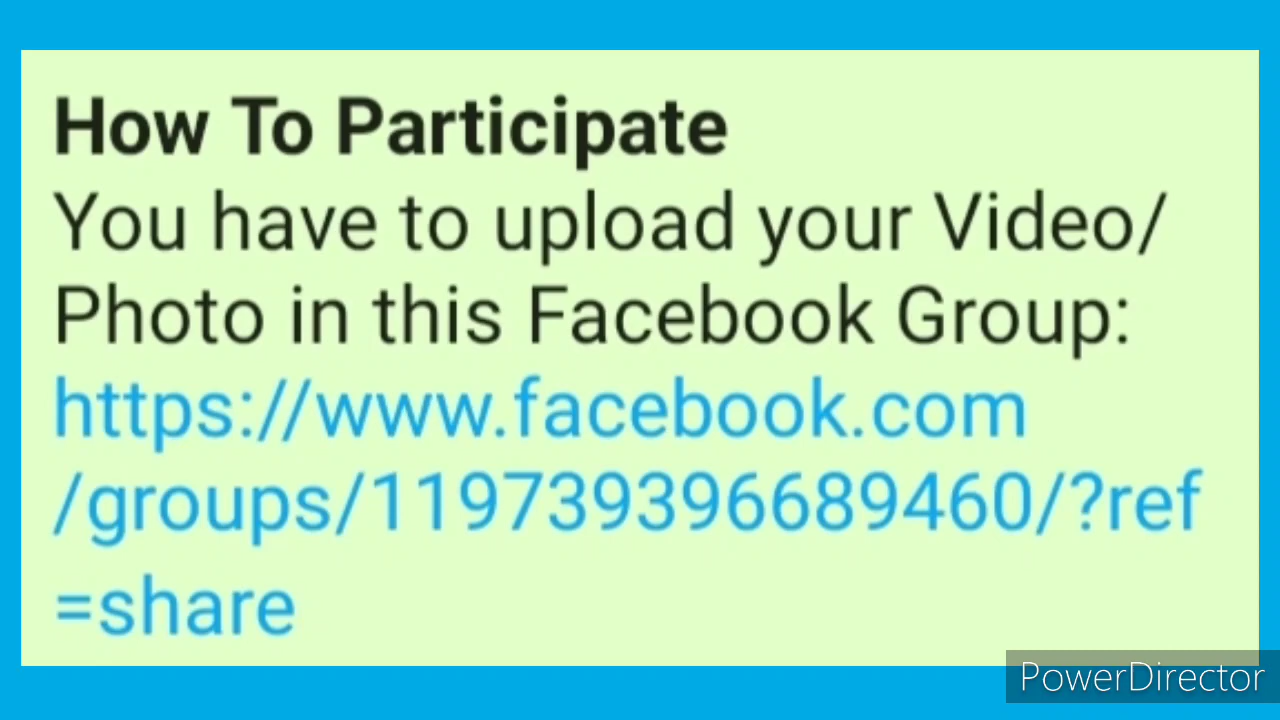 How To Participate
You have to upload your Video/
Photo in this Facebook Group:
https://www.facebook.com
/groups/119739396689460/?ref
=share
PowerDirector